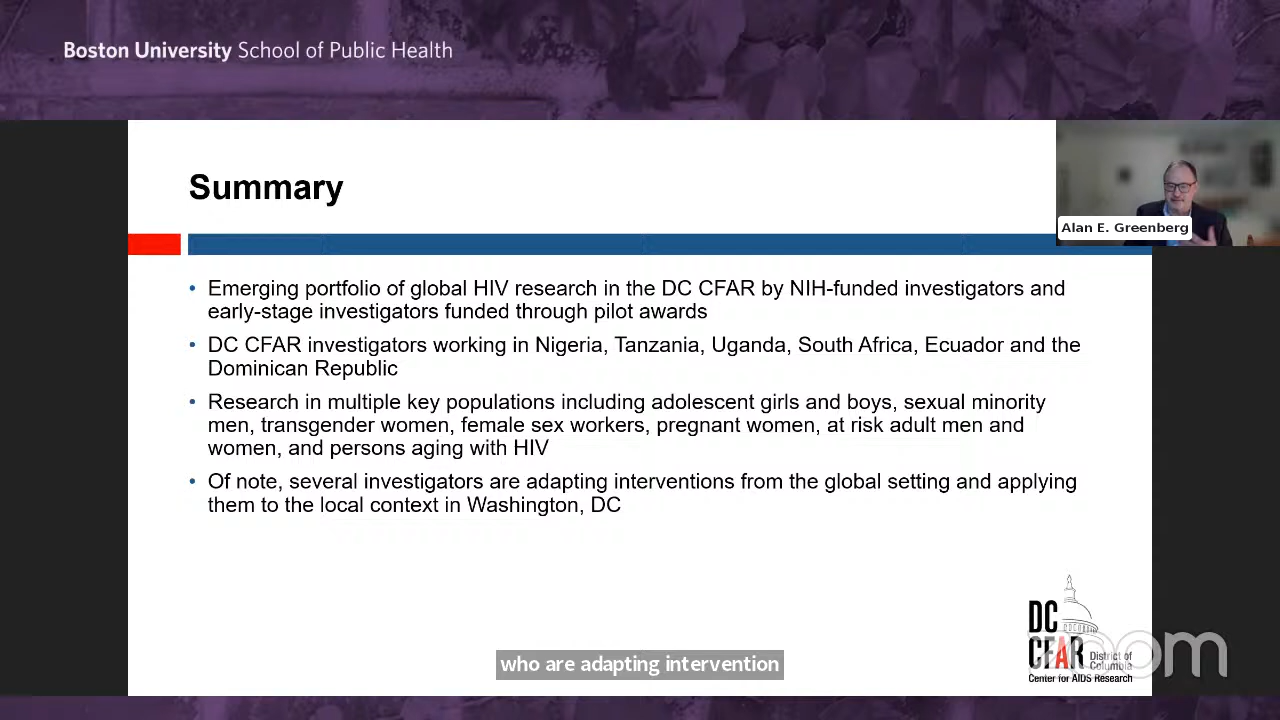 Boston University School of Public Health
Summary
Alan E. Greenberg
• Emerging portfolio of global HIV research in the DC CFAR by NIH-funded investigators and
early-stage investigators funded through pilot awards
• DC CFAR investigators working in Nigeria, Tanzania, Uganda, South Africa, Ecuador and the
Dominican Republic
• Research in multiple key populations including adolescent girls and boys, sexual minority
men, transgender women, female sex workers, pregnant women, at risk adult men and
women, and persons aging with HIV
• Of note, several investigators are adapting interventions from the global setting and applying
them to the local context in Washington, DC
DC
CFAR
District of
Columbia
Center for AIDS Research
zoom
who are adapting intervention